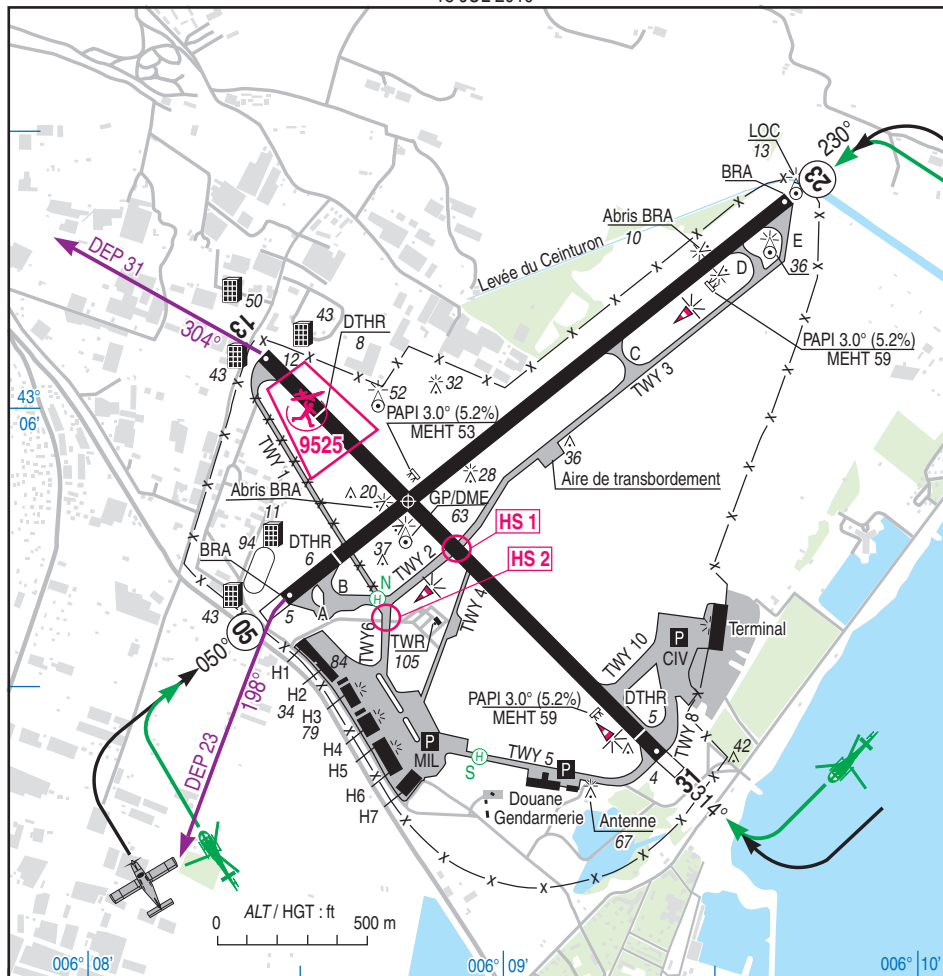 LOC
13
230°
23
BRA
Abris BRA
10
E
36
D
Levée du Ceinturon
DEP 31
304°
50
13
43
DTHR
8
12
43
PAPI 3.0° (5.2%)
MEHT 59
C
TWY 3
52
32
43°
06'
PAPI 3.0° (5.2%)
MEHT 53
9525
TWY 1
36
Aire de transbordement
28
Abris BRA
11
20
GP/DME
63
HS 1
94
DTHR
6
37
TWY 2
HS 2
BRA
B
N
H
A
5
43
05
050°
TWY6
TWR
105
TWY 4
TWY 10
P
CIV
Terminal
198°
H1
84
H2
34
H3
79
H4
H5
H6
H7
PAPI 3.0° (5.2%)
MEHT 59
DTHR
5
TWY 8
42
P
MIL
H
S
TWY 5
P
4
31
314°
Douane
Gendarmerie
Antenne
67
DEP 23
ALT / HGT : ft
0
500 m
006° 08'
006° 09'
006° 10'